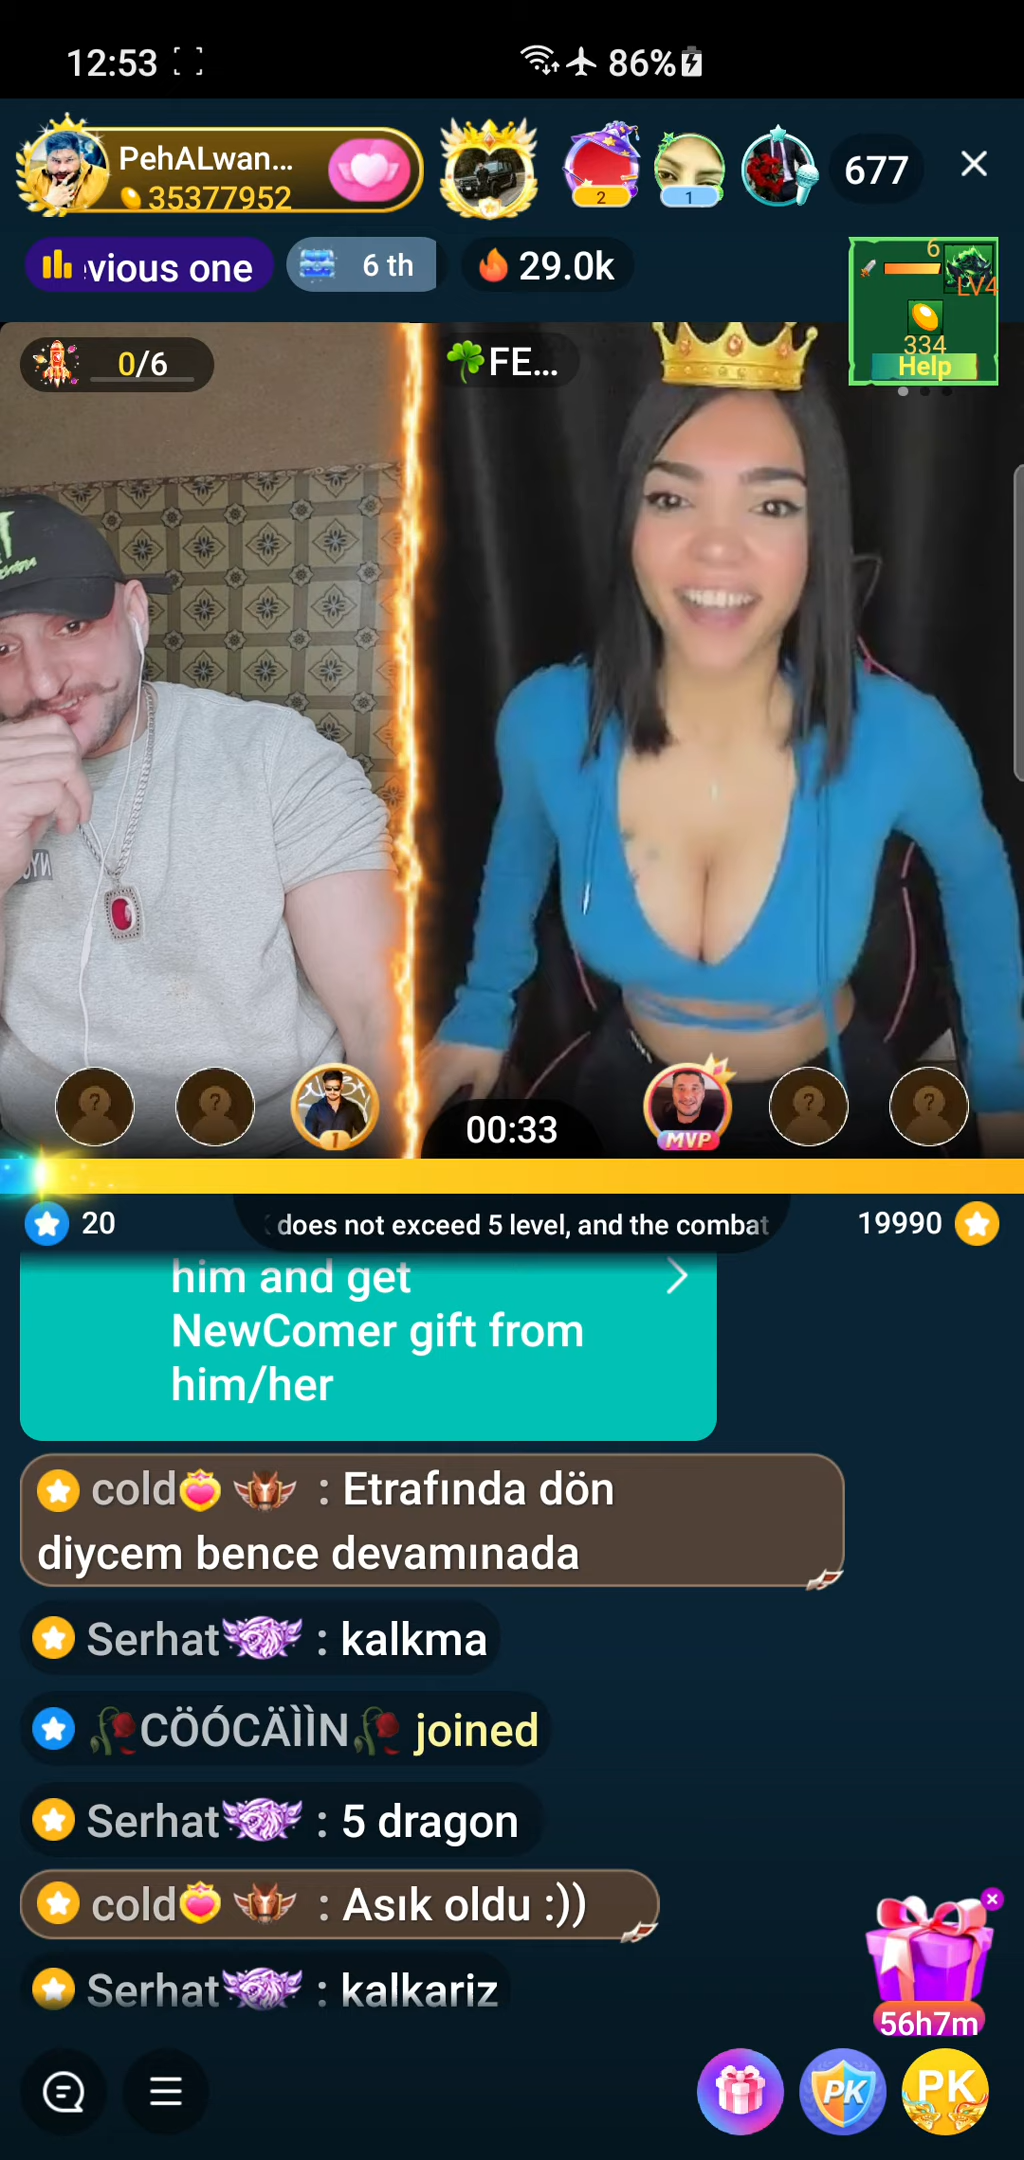 12:53
86%
PehALwan...
35377952
2
1
677
vious one
6 th
29.0k
6
LV4
334
Help
0/6
FE...
1
00:33
MVP
20
does not exceed 5 level, and the combat
19990
him and get
NewComer gift from
him/her
cold : Etrafında dön
diycem bence devamınada
Serhat : kalkma
CÖÓCÄÌÌN joined
Serhat : 5 dragon
cold : Asık oldu :))
Serhat : kalkariz
56h7m
PK
PK